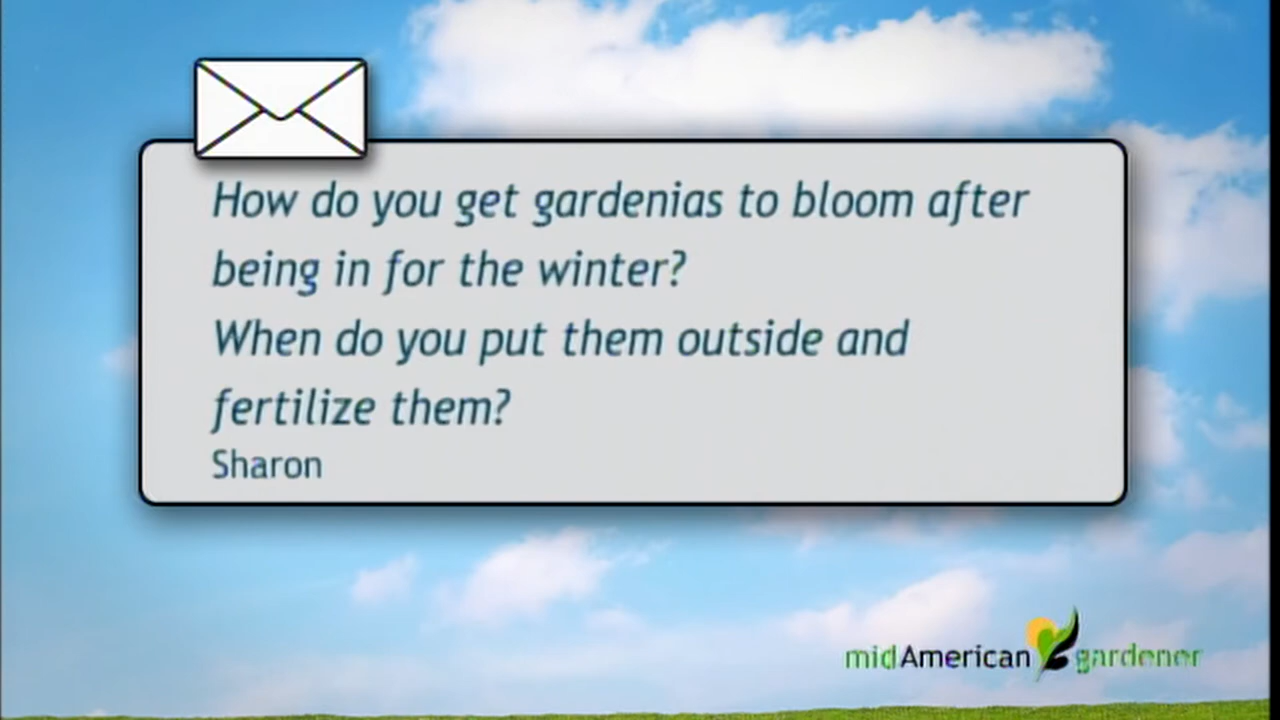 How do you get gardenias to bloom after
being in for the winter?
When do you put them outside and
fertilize them?
Sharon
midAmerican gardener